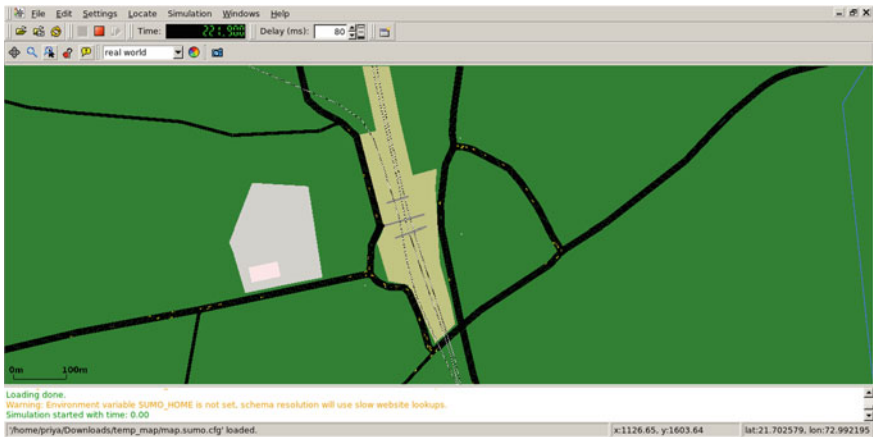 File Edit Settings Locate Simulation Windows Help
Time: 221.900 Delay (ms): 80
real world
0m 100m
Loading done.
Warning: Environment variable SUMO_HOME is not set, schema resolution will use slow website lookups.
Simulation started with time: 0.00
'/home/priya/Downloads/temp_map/map.sumo.cfg' loaded. x:1126.65, y:1603.64 lat:21.702579, lon:72.992195